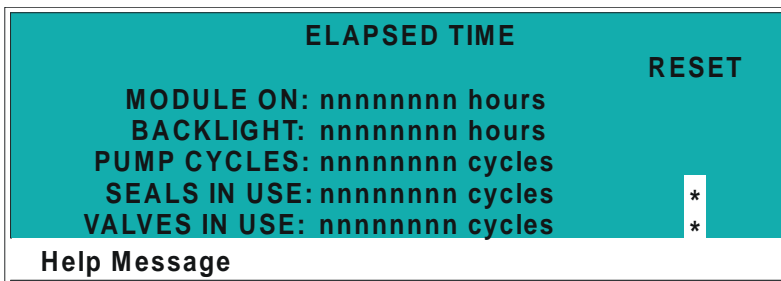 ELAPSED TIME
RESET
MODULE ON: nnnnnnnn hours
BACKLIGHT: nnnnnnnn hours
PUMP CYCLES: nnnnnnnn cycles
SEALS IN USE: nnnnnnnn cycles *
VALVES IN USE: nnnnnnnn cycles *
Help Message